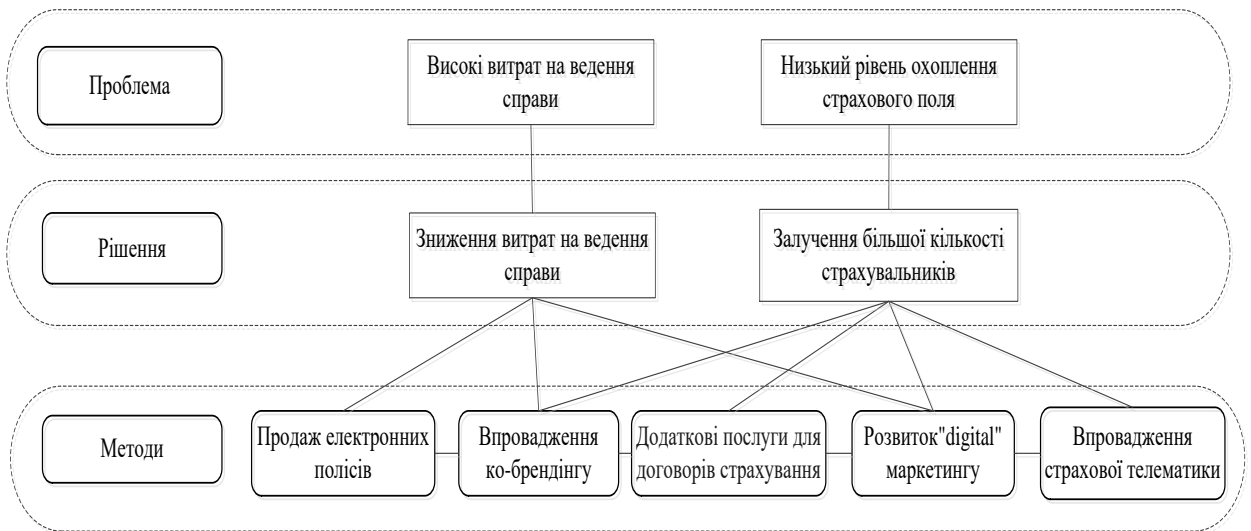 Проблема
Високі витрат на ведення
справи
Низький рівень охоплення
страхового поля
Рішення
Зниження витрат на ведення
справи
Залучення більшої кількості
страхувальників
Методи
Продаж електронних
полісів
Впровадження
ко-брендінгу
Додаткові послуги для
договорів страхування
Розвиток"digital"
маркетингу
Впровадження
страхової телематики